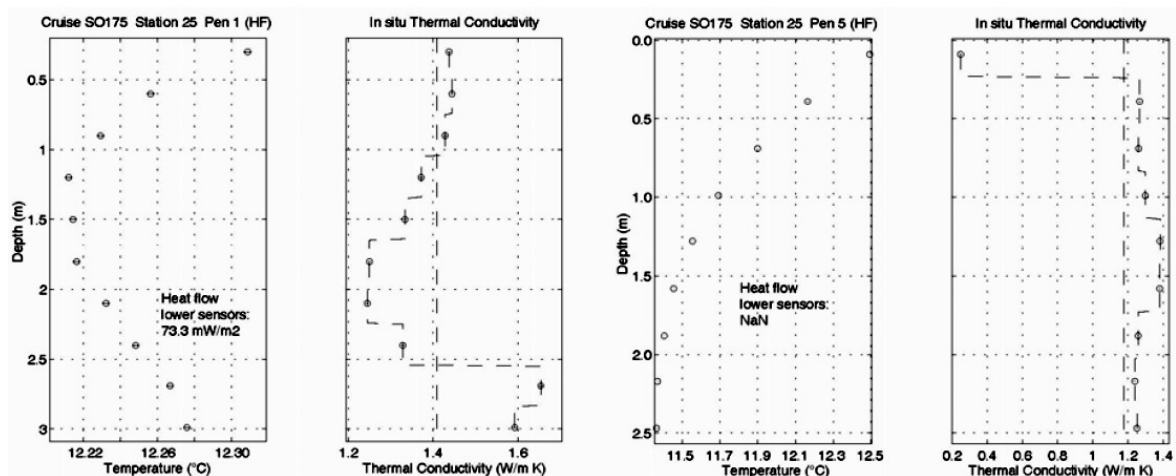 Cruise SO175 Station 25 Pen 1 (HF)
In situ Thermal Conductivity
Cruise SO175 Station 25 Pen 5 (HF)
In situ Thermal Conductivity
Depth (m)
0.5
1
1.5
2
2.5
3
Heat flow
lower sensors:
73.3 mW/m2
12.22 12.26 12.30
Temperature (°C)
1.2 1.4 1.6
Thermal Conductivity (W/m K)
Depth (m)
0.0
0.5
1.0
1.5
2.0
2.5
Heat flow
lower sensors:
NaN
11.5 11.7 11.9 12.1 12.3 12.5
Temperature (°C)
0.2 0.4 0.6 0.8 1 1.2 1.4
Thermal Conductivity (W/m K)